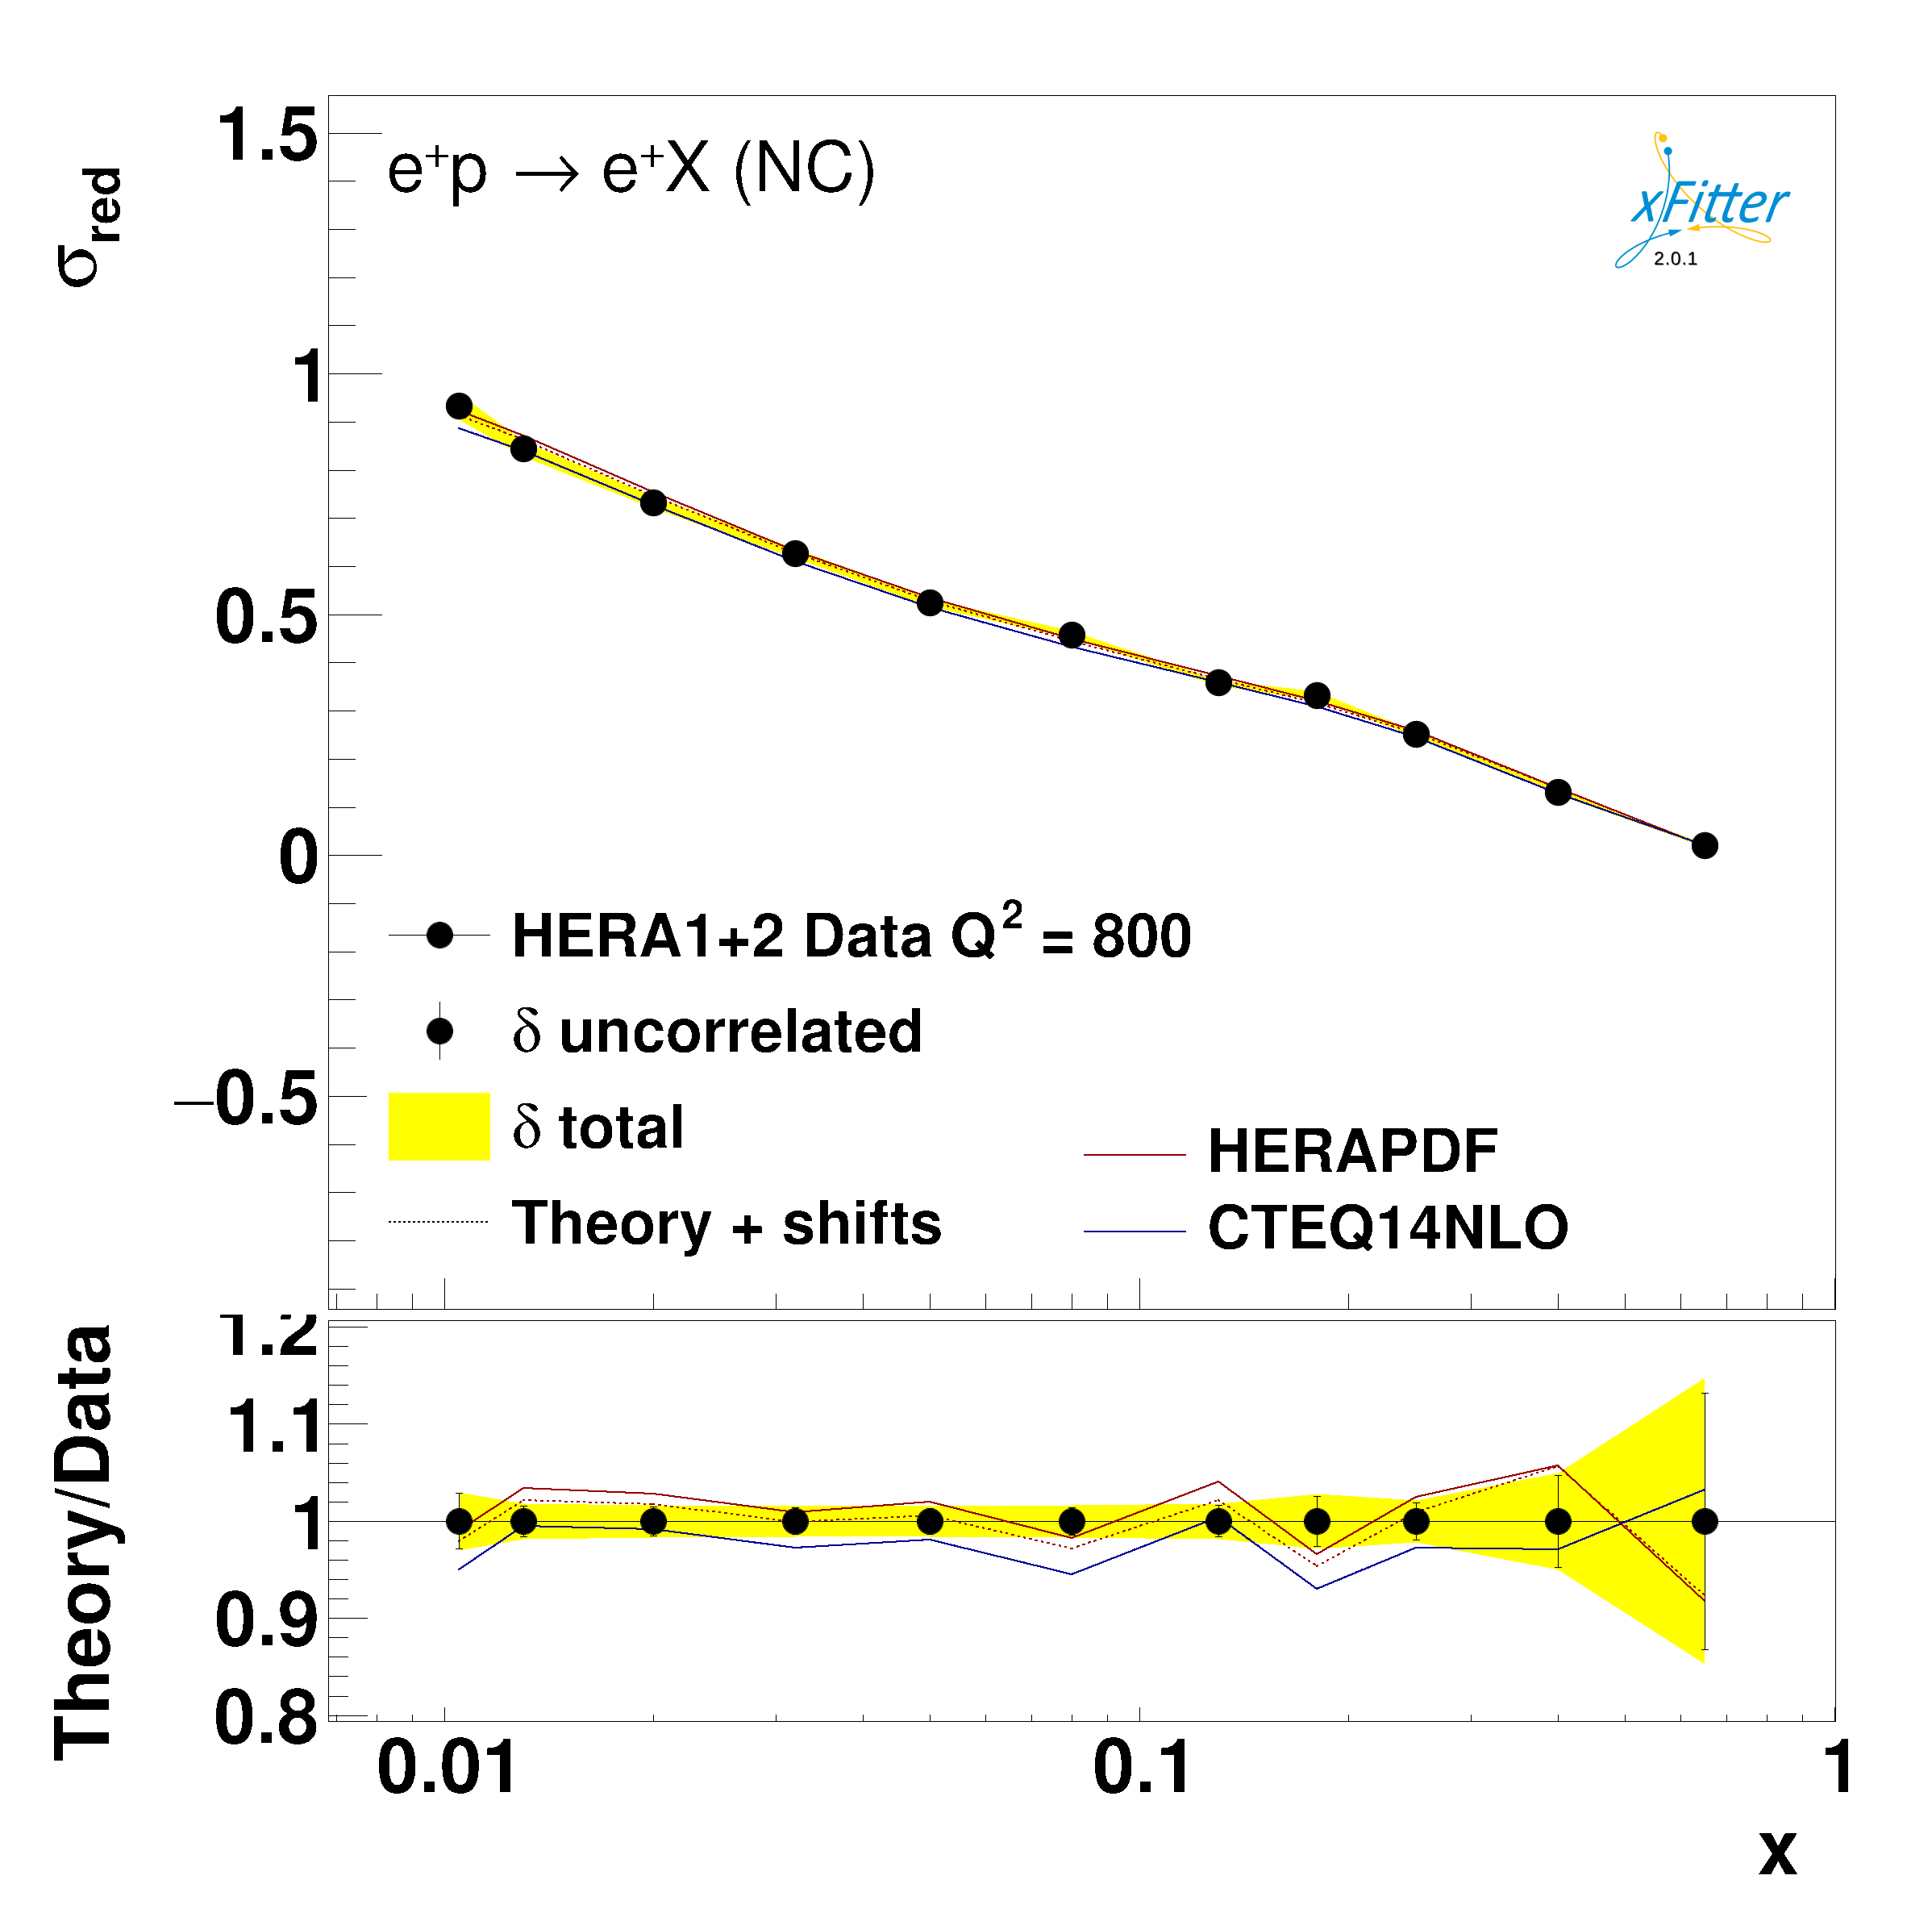 σred
1.5
1
0.5
0
−0.5
e+p → e+X (NC)
xFitter
2.0.1
HERA1+2 Data Q2 = 800
δ uncorrelated
δ total
Theory + shifts
HERAPDF
CTEQ14NLO
Theory/Data
1.2
1.1
1
0.9
0.8
0.01 0.1 1
x